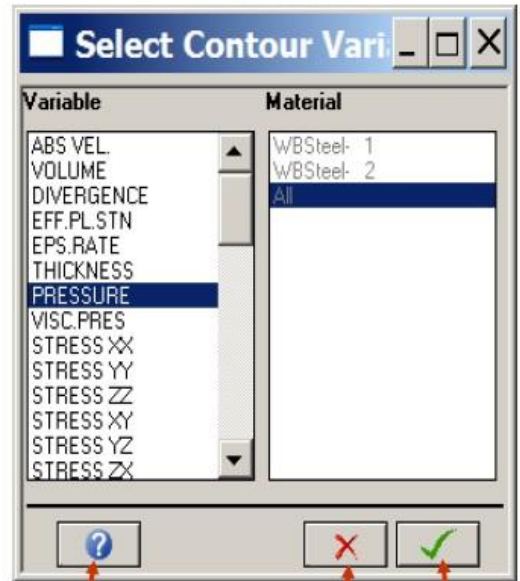 Select Contour Vari
Variable
Material
ABS VEL.
VOLUME
DIVERGENCE
EFF.PL.STN
EPS.RATE
THICKNESS
PRESSURE
VISC.PRES
STRESS XX
STRESS YY
STRESS ZZ
STRESS XY
STRESS YZ
STRESS ZX
WBSteel- 1
WBSteel- 2
All
?